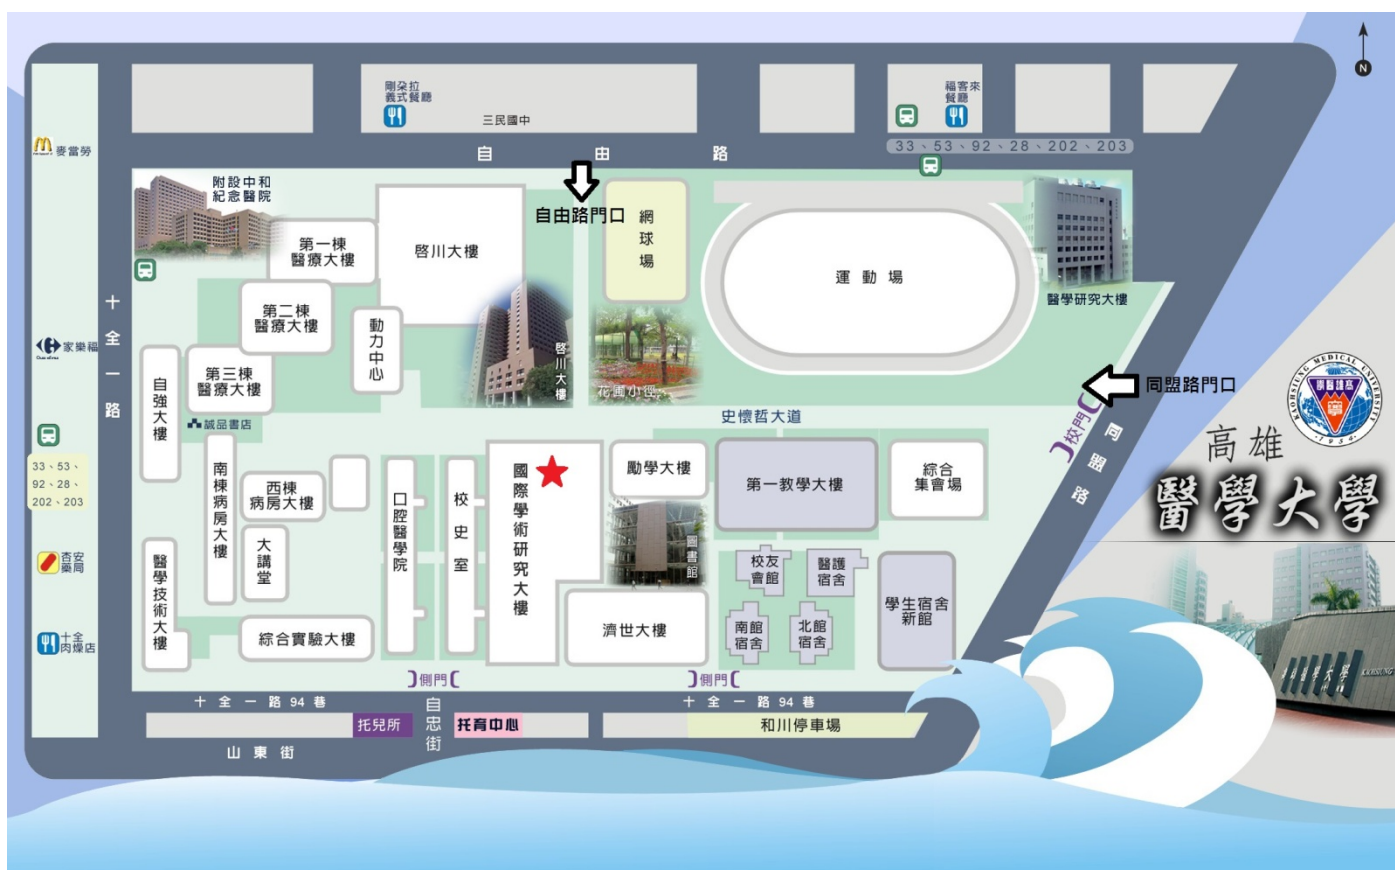 N
剛朵拉
義式餐廳
三民國中
福客來
餐廳
33、53、92、28、202、203
自由路
麥當勞
附設中和
紀念醫院
自由路門口
網球場
第一棟
醫療大樓
啓川大樓
運動場
醫學研究大樓
第二棟
醫療大樓
動力中心
十全一路
家樂福
啓川大樓
花圃小徑
第三棟
醫療大樓
自強大樓
同盟路門口
校門
同盟路
KAOHSIUNG MEDICAL UNIVERSITY
1954
史懷哲大道
誠品書店
高雄
醫學大學
33、53、
92、28、
202、203
南棟病房大樓
西棟
病房大樓
口腔醫學院
校史室
國際學術研究大樓
勵學大樓
第一教學大樓
綜合
集會場
大講堂
圖書館
校友
會館
醫護
宿舍
杏安
藥局
醫學技術大樓
學生宿舍
新館
濟世大樓
南館
宿舍
北館
宿舍
綜合實驗大樓
十全
肉燥店
側門
側門
十全一路94巷
自忠街
十全一路94巷
托兒所
托育中心
和川停車場
山東街